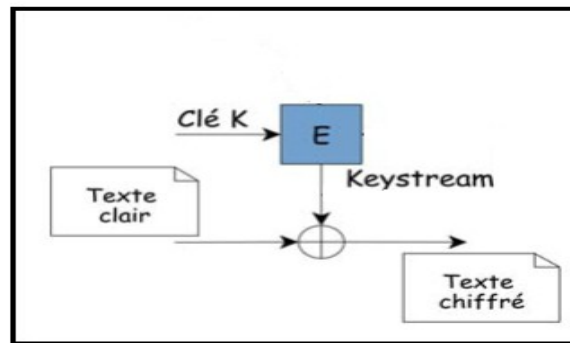 Clé K
E
Keystream
Texte
clair
Texte
chiffré